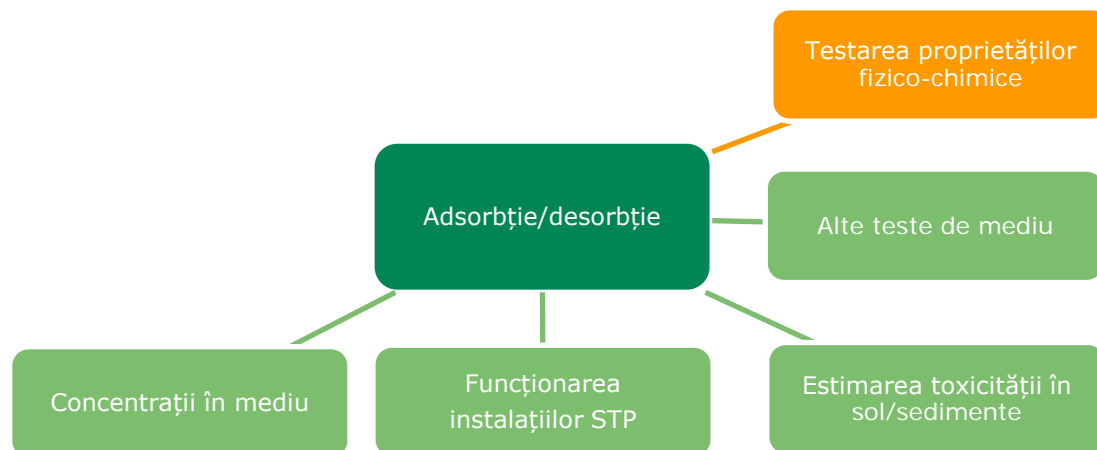 Testarea proprietăților
fizico-chimice
Adsorbție/desorbție
Alte teste de mediu
Concentrații în mediu
Funcționarea
instalațiilor STP
Estimarea toxicității în
sol/sedimente